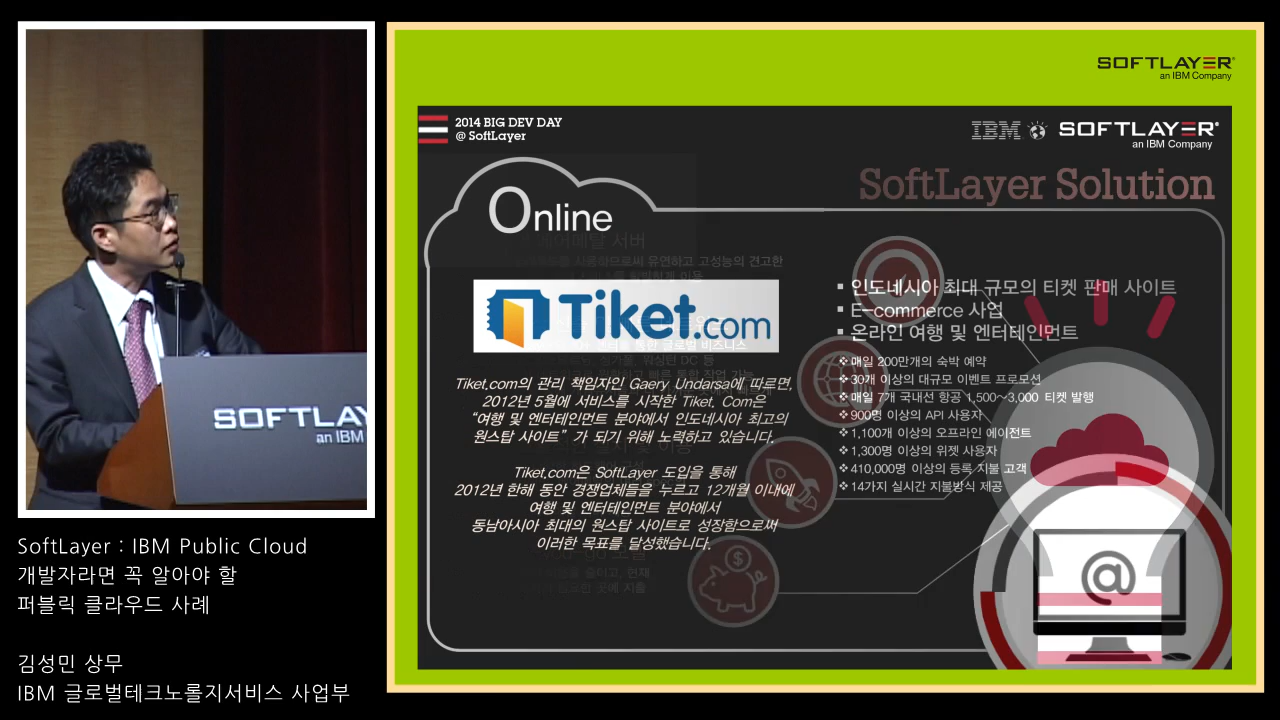 SOFTLAYER
an IBM Company
2014 BIG DEV DAY
@ SoftLayer
IBM SOFTLAYER
an IBM Company
SoftLayer Solution
Online
Tiket.com
Tiket.com의 관리 책임자인 Gaery Undarsa에 따르면,
2012년 5월에 서비스를 시작한 Tiket. Com은
“여행 및 엔터테인먼트 분야에서 인도네시아 최고의
원스탑 사이트” 가 되기 위해 노력하고 있습니다.
Tiket.com은 SoftLayer 도입을 통해
2012년 한해 동안 경쟁업체들을 누르고 12개월 이내에
여행 및 엔터테인먼트 분야에서
동남아시아 최대의 원스탑 사이트로 성장함으로써
이러한 목표를 달성했습니다.
▪ 인도네시아 최대 규모의 티켓 판매 사이트
▪ E-commerce 사업
▪ 온라인 여행 및 엔터테인먼트
❖ 매일 200만개의 숙박 예약
❖ 30개 이상의 대규모 이벤트 프로모션
❖ 매일 7개 국내선 항공 1,500~3,000 티켓 발행
❖ 900명 이상의 API 사용자
❖ 1,100개 이상의 오프라인 에이전트
❖ 1,300명 이상의 위젯 사용자
❖ 410,000명 이상의 등록 지불 고객
❖ 14가지 실시간 지불방식 제공
SOFTLAY
an IBM
SoftLayer : IBM Public Cloud
개발자라면 꼭 알아야 할
퍼블릭 클라우드 사례
김성민 상무
IBM 글로벌테크노롤지서비스 사업부